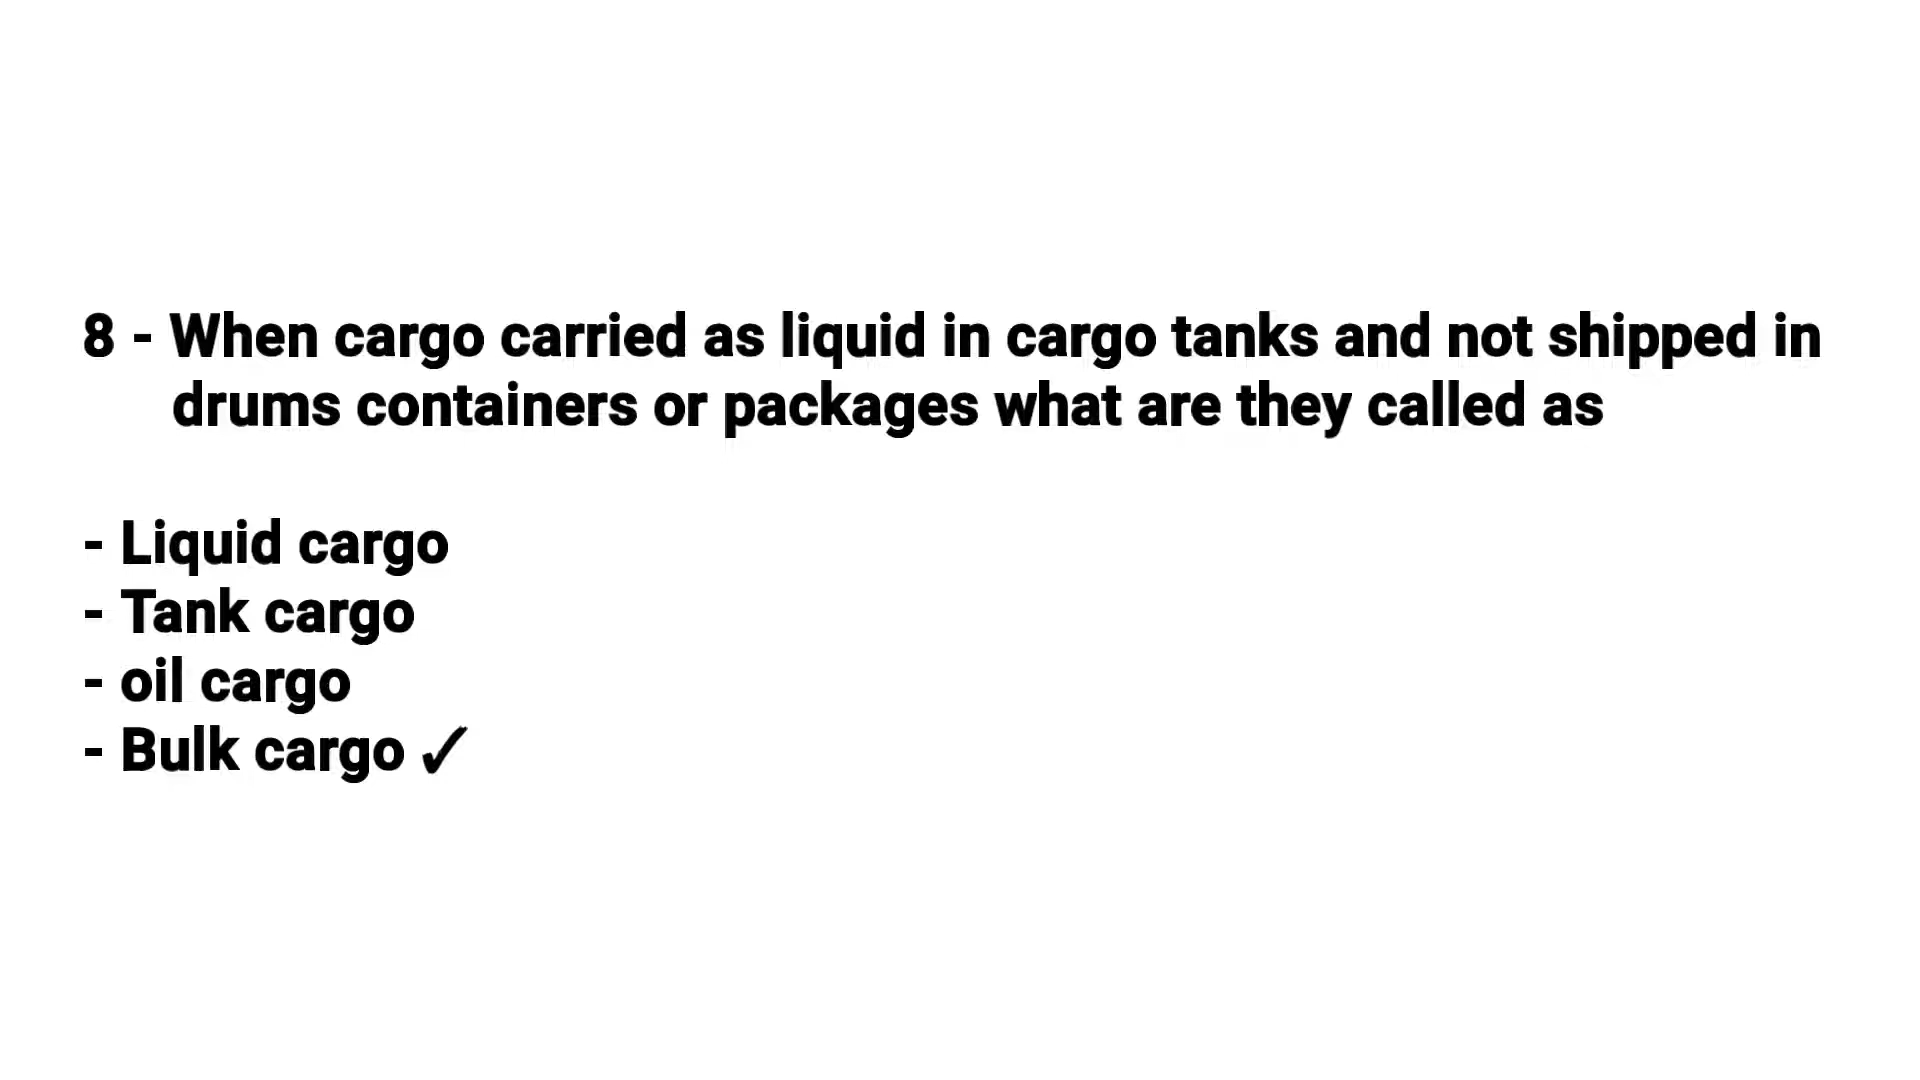 8 - When cargo carried as liquid in cargo tanks and not shipped in
drums containers or packages what are they called as
- Liquid cargo
- Tank cargo
- oil cargo
- Bulk cargo ✓